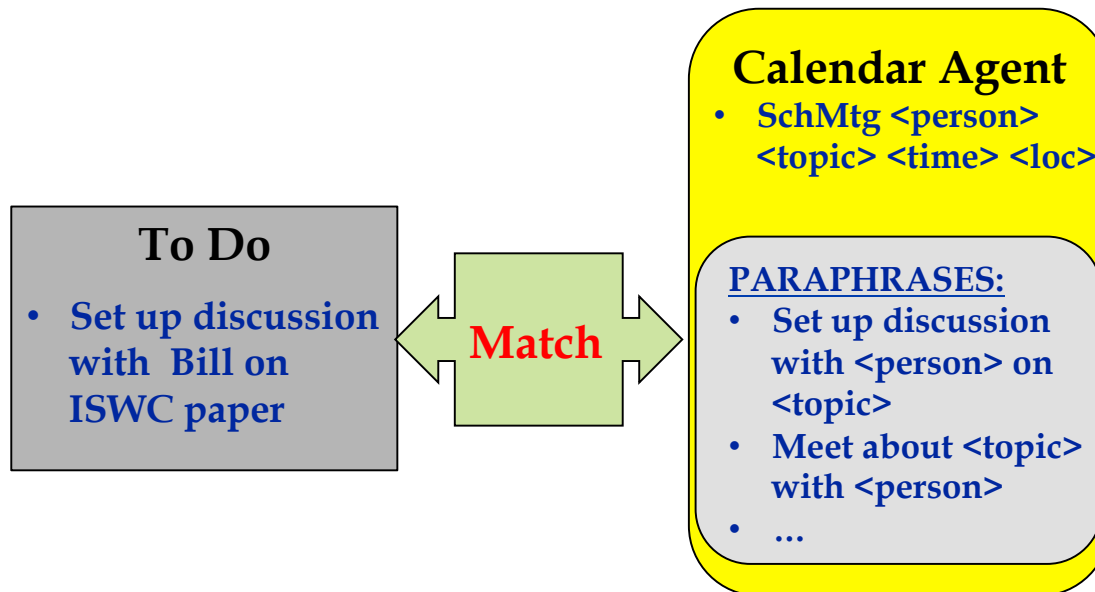 To Do
• Set up discussion
with Bill on
ISWC paper
Match
Calendar Agent
• SchMtg <person>
<topic> <time> <loc>
PARAPHRASES:
• Set up discussion
with <person> on
<topic>
• Meet about <topic>
with <person>
• …